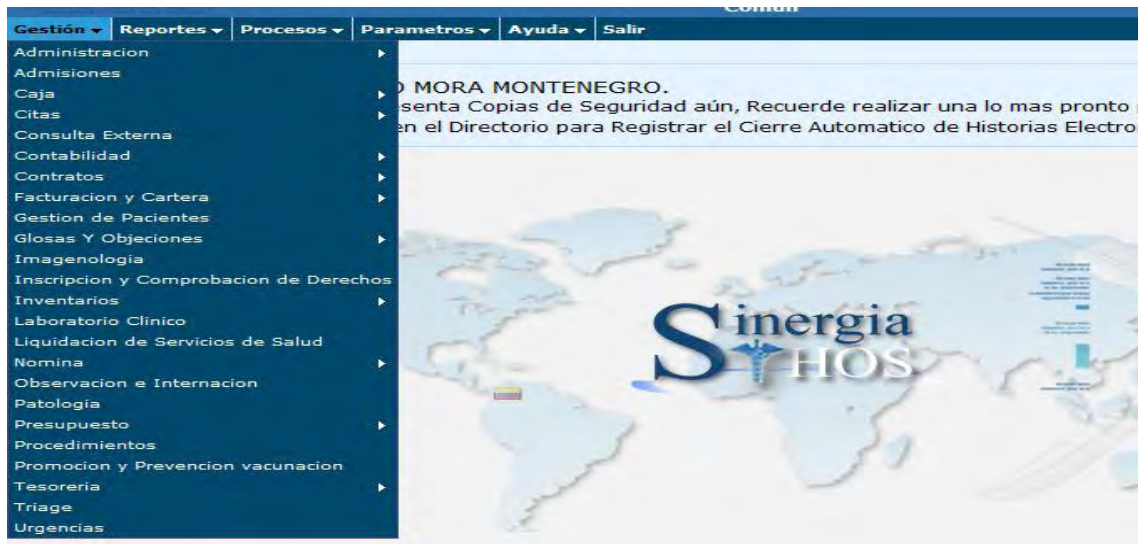 Comun
Gestión Reportes Procesos Parametros Ayuda Salir
Administracion
Admisiones
Caja
Citas
Consulta Externa
Contabilidad
Contratos
Facturacion y Cartera
Gestion de Pacientes
Glosas Y Objeciones
Imagenologia
Inscripcion y Comprobacion de Derechos
Inventarios
Laboratorio Clinico
Liquidacion de Servicios de Salud
Nomina
Observacion e Internacion
Patologia
Presupuesto
Procedimientos
Promocion y Prevencion vacunacion
Tesoreria
Triage
Urgencias
O MORA MONTENEGRO.
esenta Copias de Seguridad aún, Recuerde realizar una lo mas pronto
en el Directorio para Registrar el Cierre Automatico de Historias Electro
Sinergia
HOS